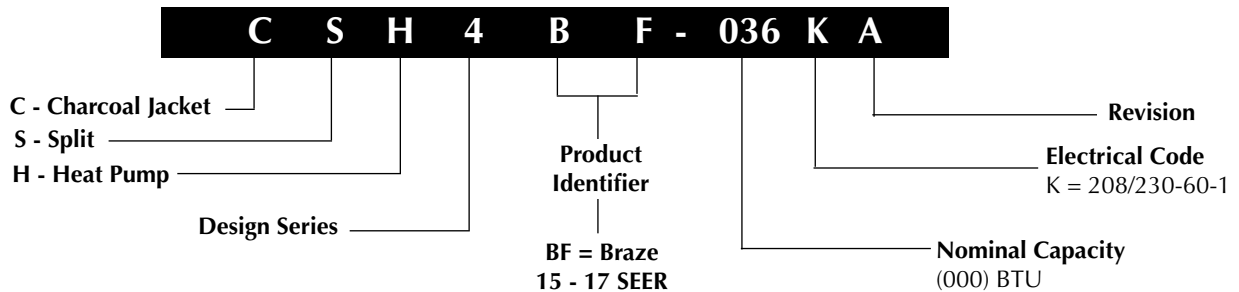 C S H 4 B F - 036 K A
C - Charcoal Jacket
S - Split
H - Heat Pump
Design Series
Product
Identifier
BF = Braze
15 - 17 SEER
Revision
Electrical Code
K = 208/230-60-1
Nominal Capacity
(000) BTU